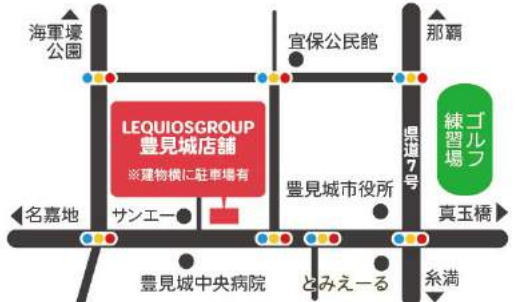 海軍壕
公園
宜保公民館
那覇
LEQUIOSGROUP
豊見城店舗
※建物横に駐車場有
県道7号
ゴルフ
練習場
豊見城市役所
名嘉地
サンエー
真玉橋
豊見城中央病院
とみえーる
糸満